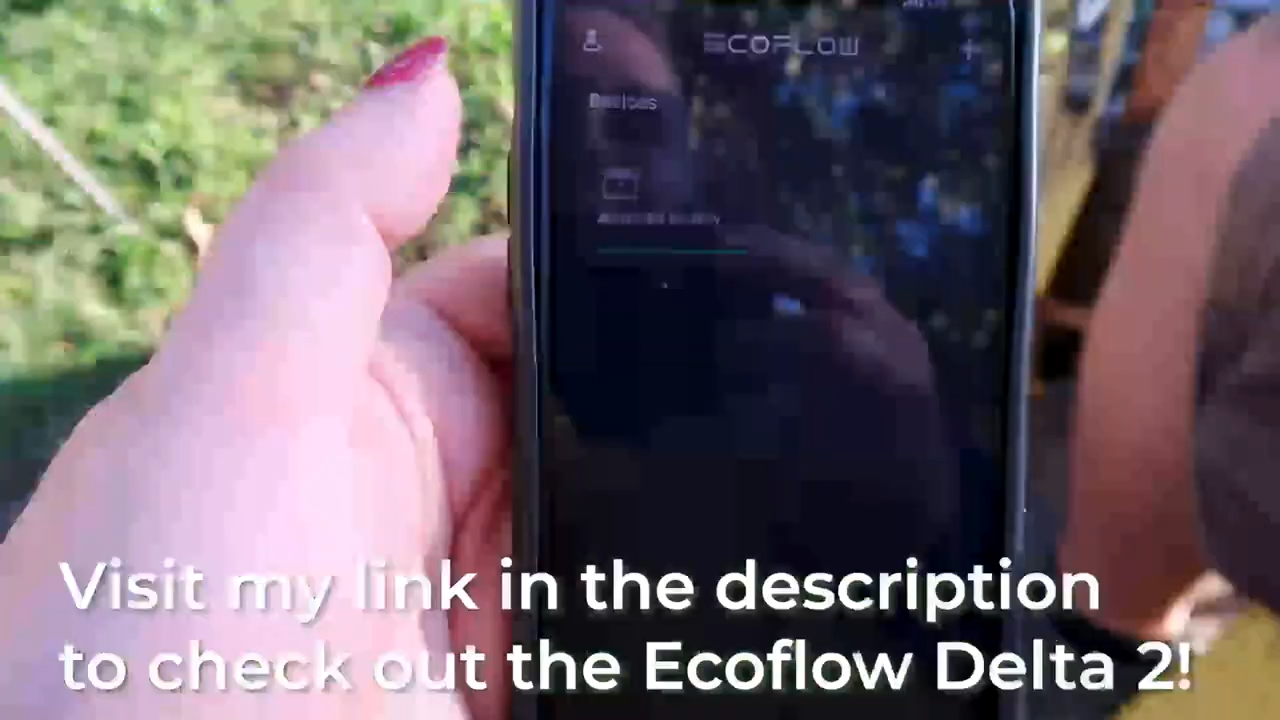 ECOFLOW
Devices
Visit my link in the description
to check out the Ecoflow Delta 2!